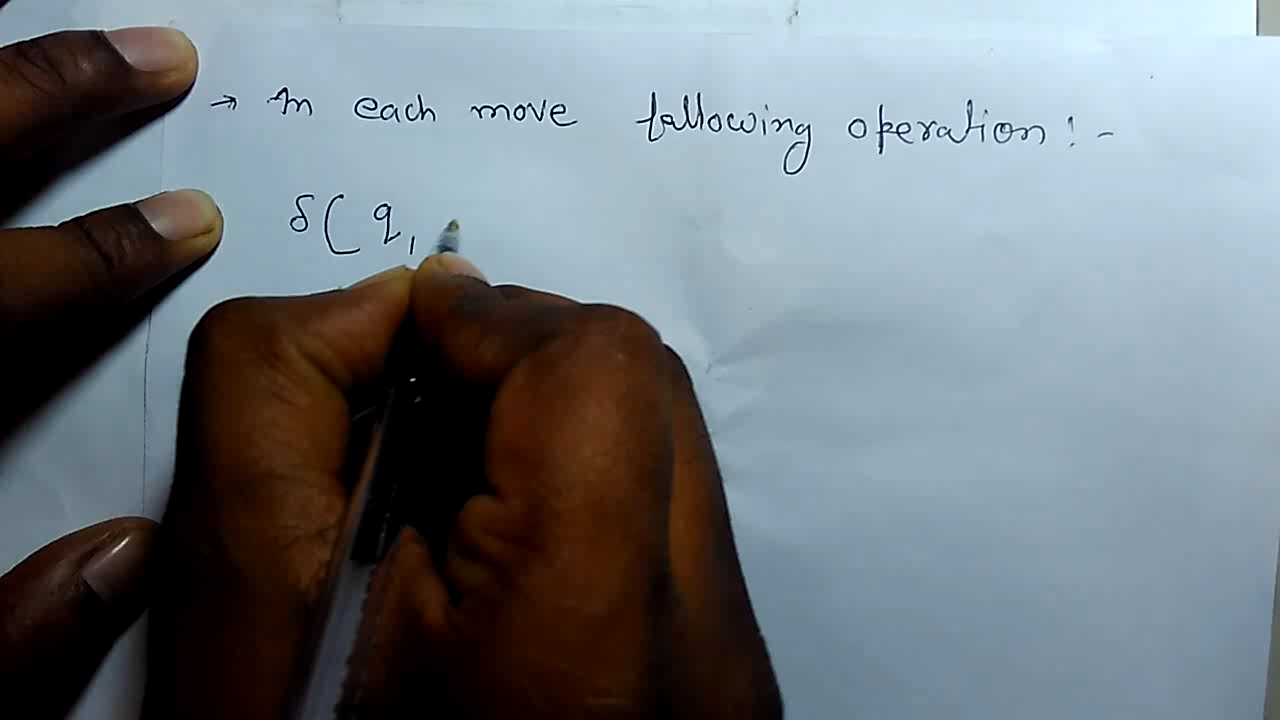 → In each move following operation! -
δ( q,